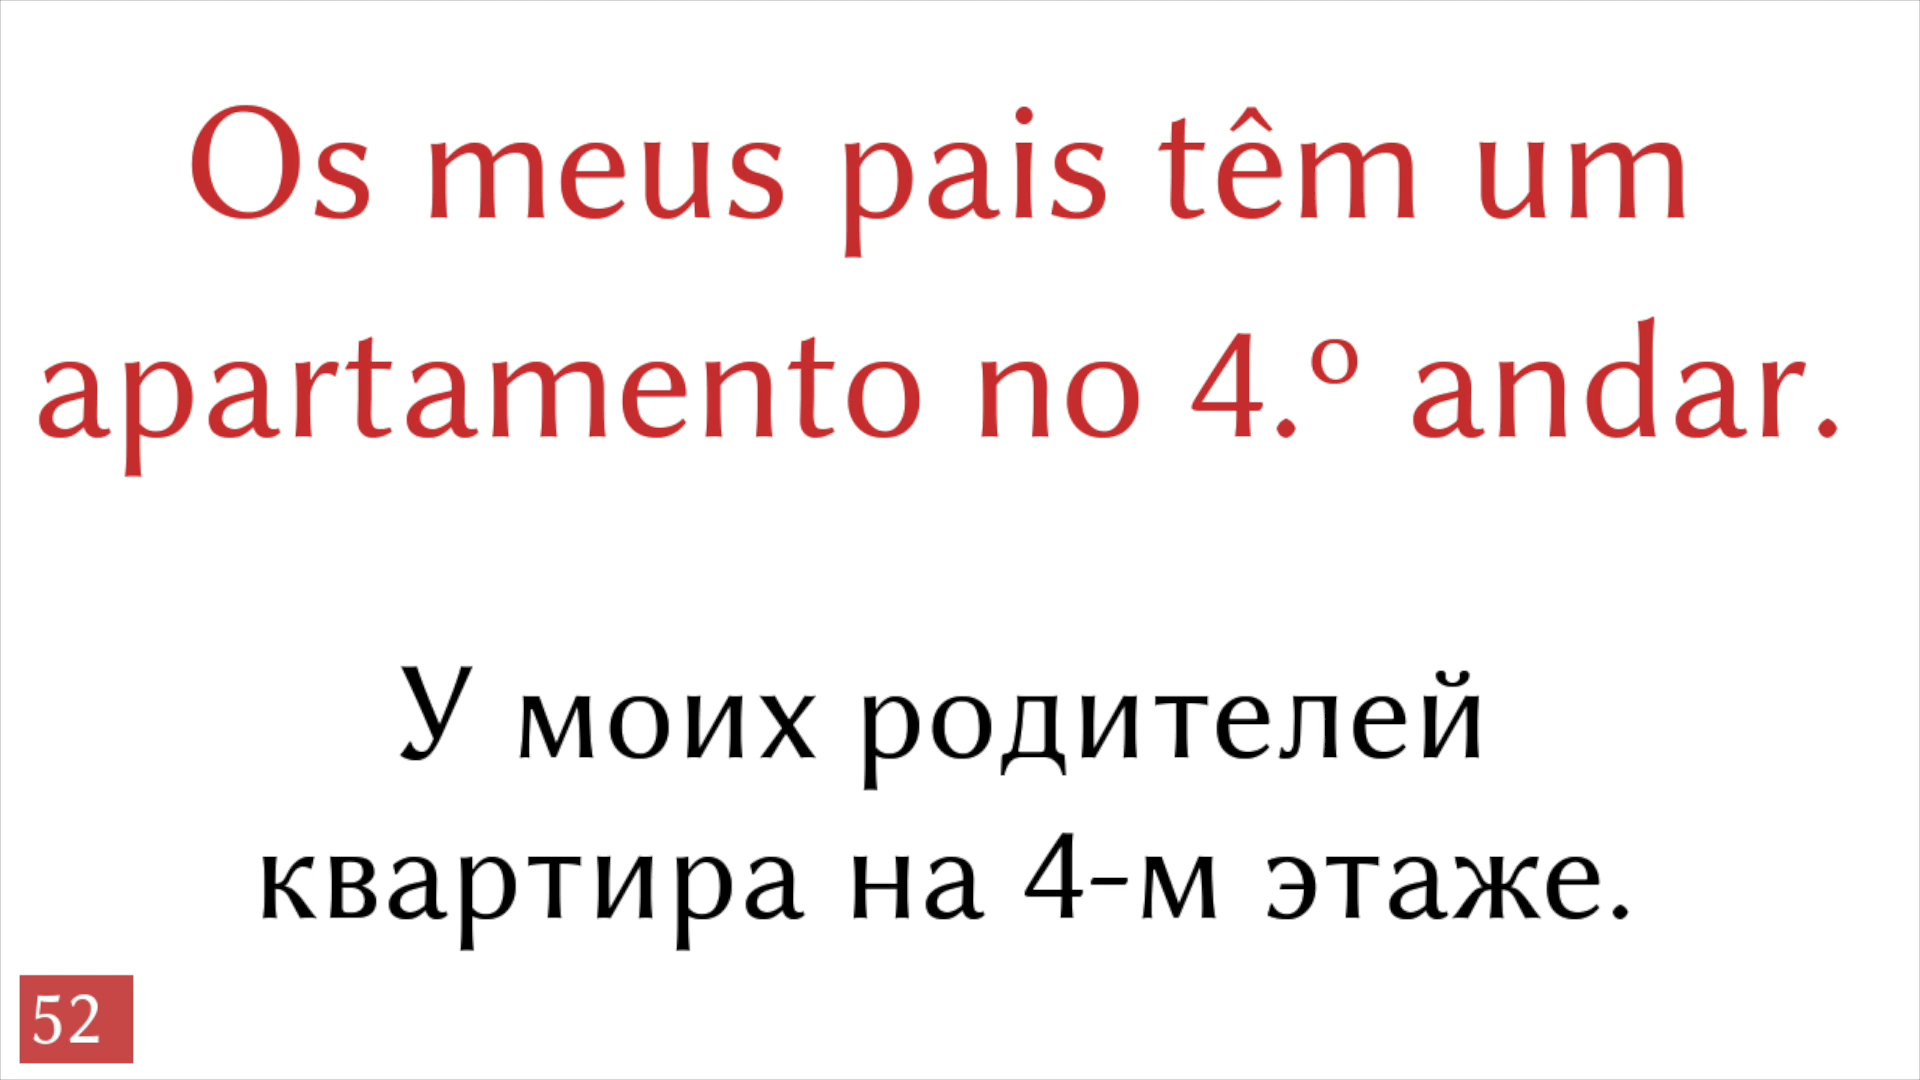 Os meus pais têm um
apartamento no 4.º andar.
У моих родителей
квартира на 4-м этаже.
52